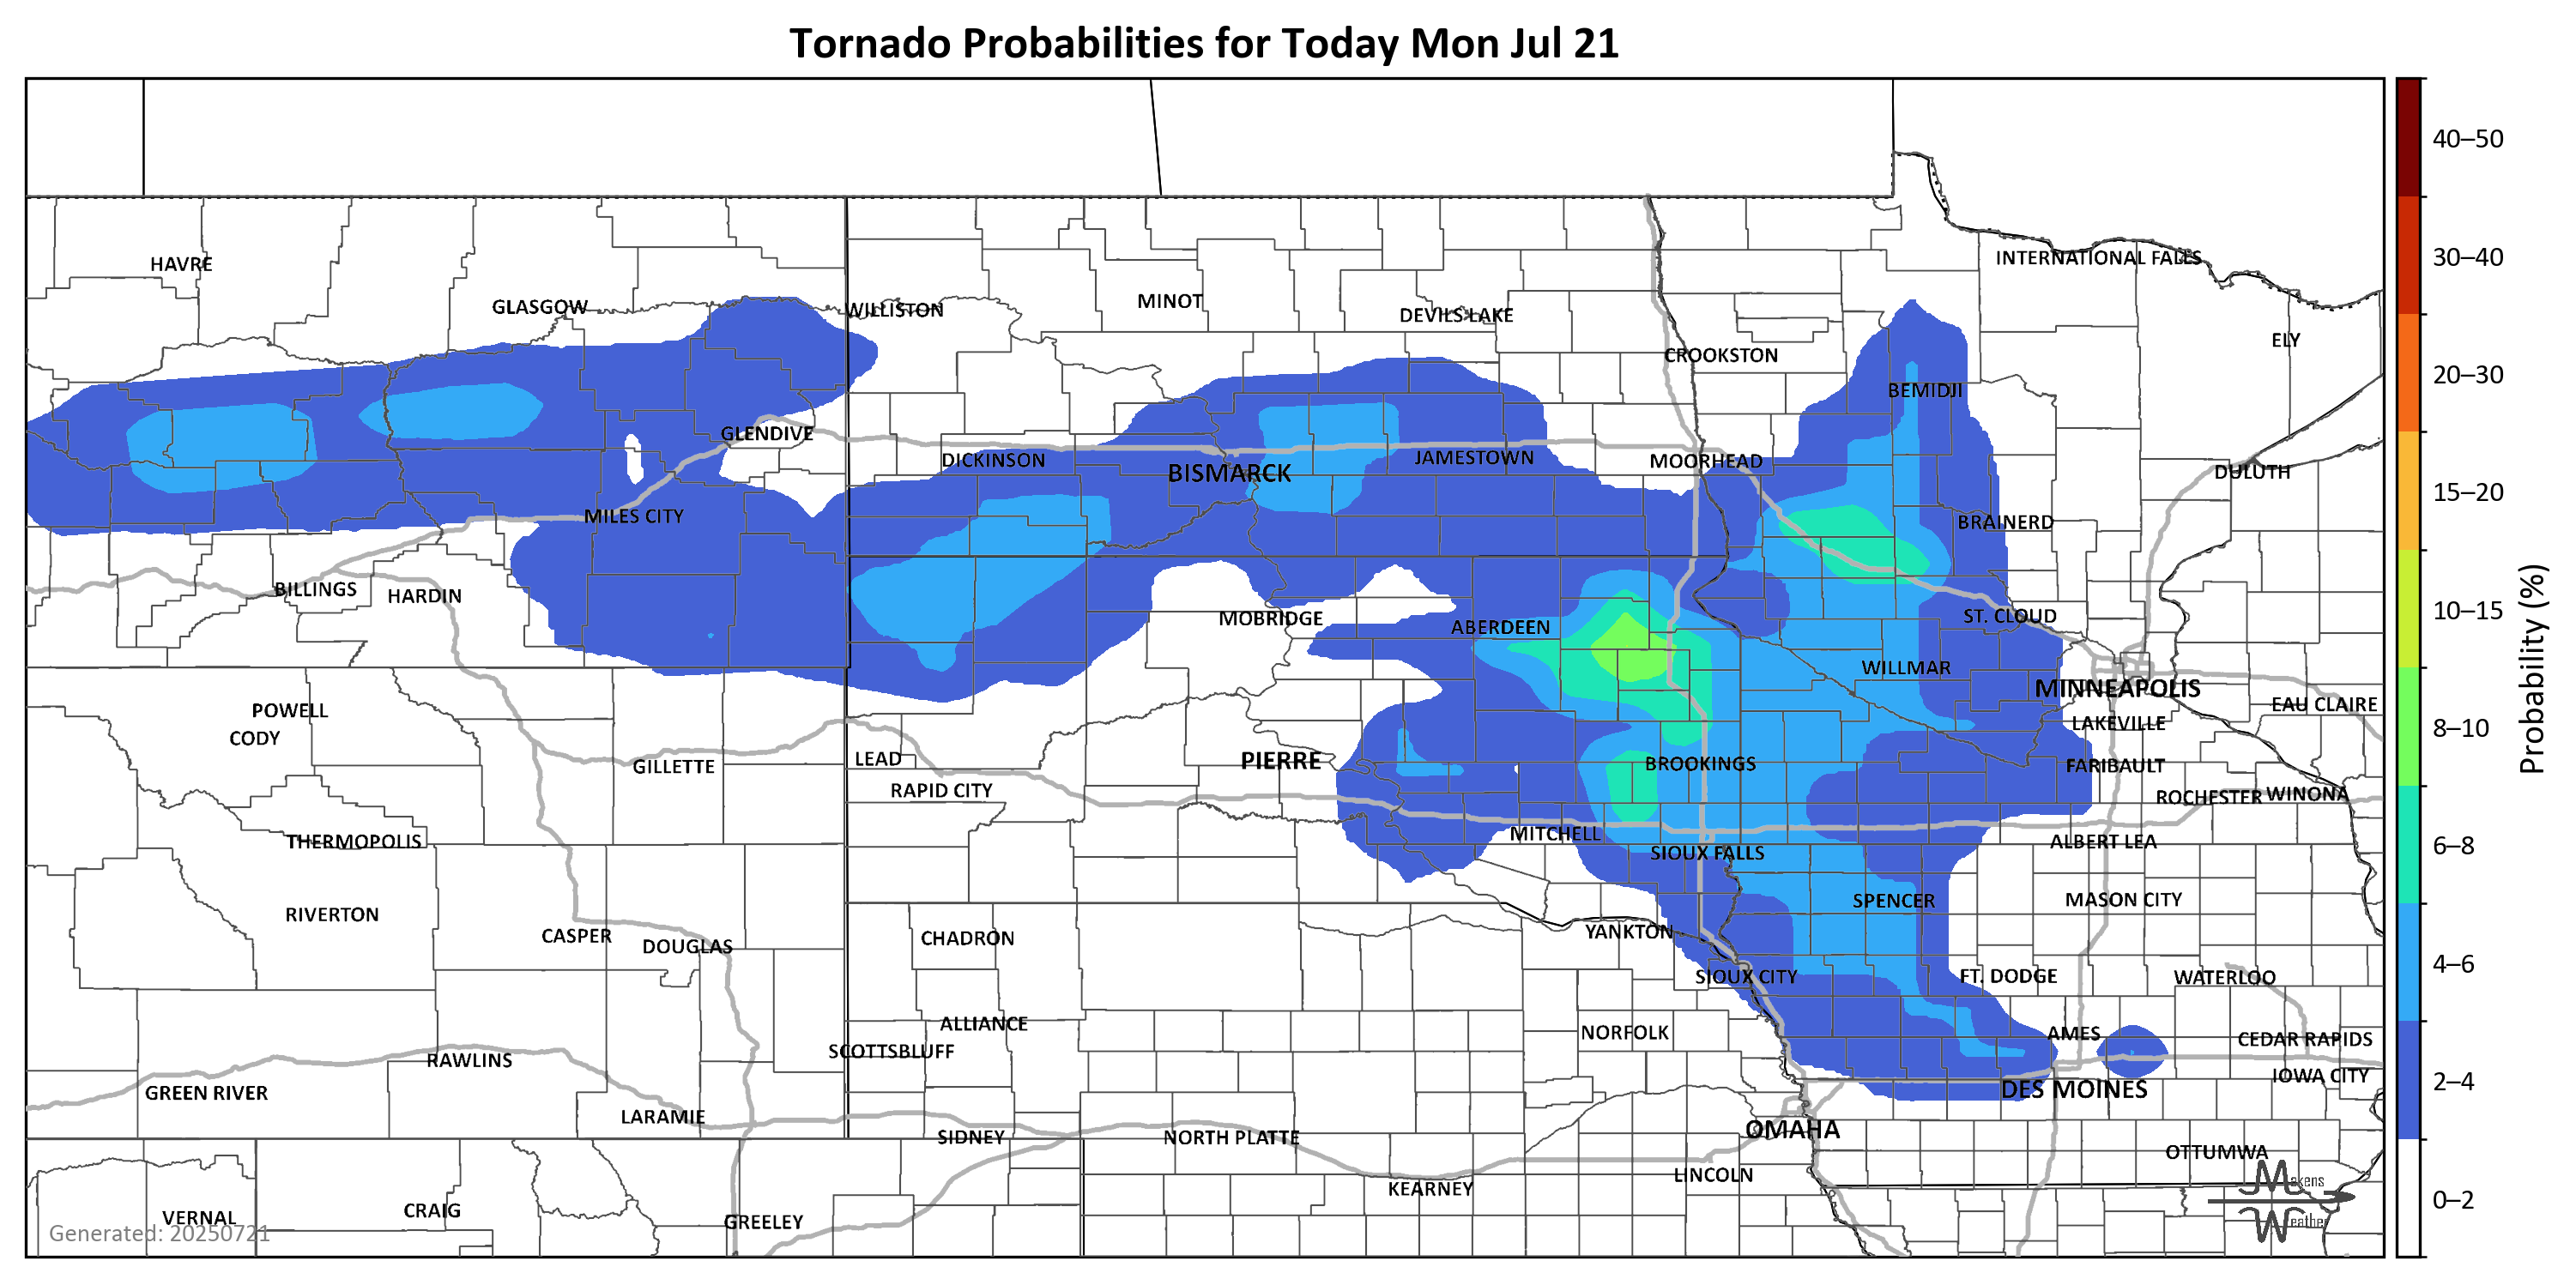 Tornado Probabilities for Today Mon Jul 21
40–50
INTERNATIONAL FALLS
30–40
HAVRE
MINOT
GLASGOW
WILLISTON
DEVILS LAKE
ELY
CROOKSTON
20–30
BEMIDJI
GLENDIVE
DICKINSON
JAMESTOWN
MOORHEAD
BISMARCK
DULUTH
15–20
MILES CITY
BRAINERD
BILLINGS
HARDIN
10–15
MOBRIDGE
ABERDEEN
ST. CLOUD
Probability (%)
WILLMAR
MINNEAPOLIS
EAU CLAIRE
POWELL
LAKEVILLE
8–10
CODY
LEAD
PIERRE
BROOKINGS
GILLETTE
FARIBAULT
RAPID CITY
ROCHESTER
WINONA
MITCHELL
THERMOPOLIS
ALBERT LEA
6–8
SIOUX FALLS
SPENCER
MASON CITY
RIVERTON
YANKTON
CASPER
CHADRON
DOUGLAS
4–6
SIOUX CITY
FT. DODGE
WATERLOO
ALLIANCE
NORFOLK
AMES
CEDAR RAPIDS
SCOTTSBLUFF
RAWLINS
IOWA CITY
2–4
GREEN RIVER
DES MOINES
LARAMIE
OMAHA
SIDNEY
NORTH PLATTE
OTTUMWA
LINCOLN
Makens
KEARNEY
0–2
CRAIG
VERNAL
GREELEY
Weather
Generated: 20250721